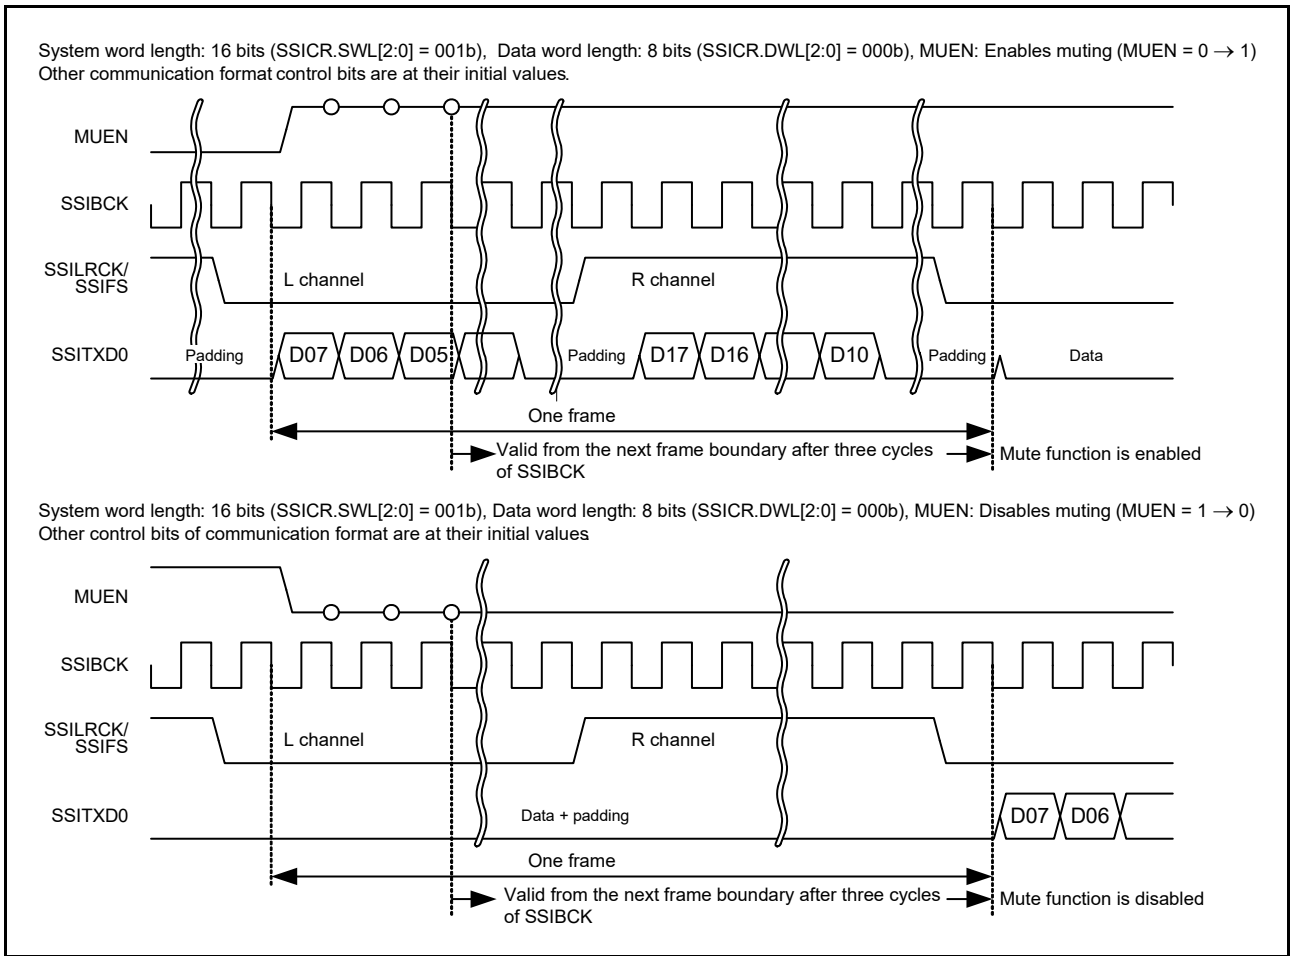 System word length: 16 bits (SSICR.SWL[2:0] = 001b), Data word length: 8 bits (SSICR.DWL[2:0] = 000b), MUEN: Enables muting (MUEN = 0 → 1)
Other communication format control bits are at their initial values.
MUEN
SSIBCK
SSILRCK/
SSIFS
L channel
R channel
SSITXD0
Padding
D07
D06
D05
Padding
D17
D16
D10
Padding
Data
One frame
Valid from the next frame boundary after three cycles
of SSIBCK
Mute function is enabled
System word length: 16 bits (SSICR.SWL[2:0] = 001b), Data word length: 8 bits (SSICR.DWL[2:0] = 000b), MUEN: Disables muting (MUEN = 1 → 0)
Other control bits of communication format are at their initial values.
MUEN
SSIBCK
SSILRCK/
SSIFS
L channel
R channel
SSITXD0
Data + padding
D07
D06
One frame
Valid from the next frame boundary after three cycles
of SSIBCK
Mute function is disabled